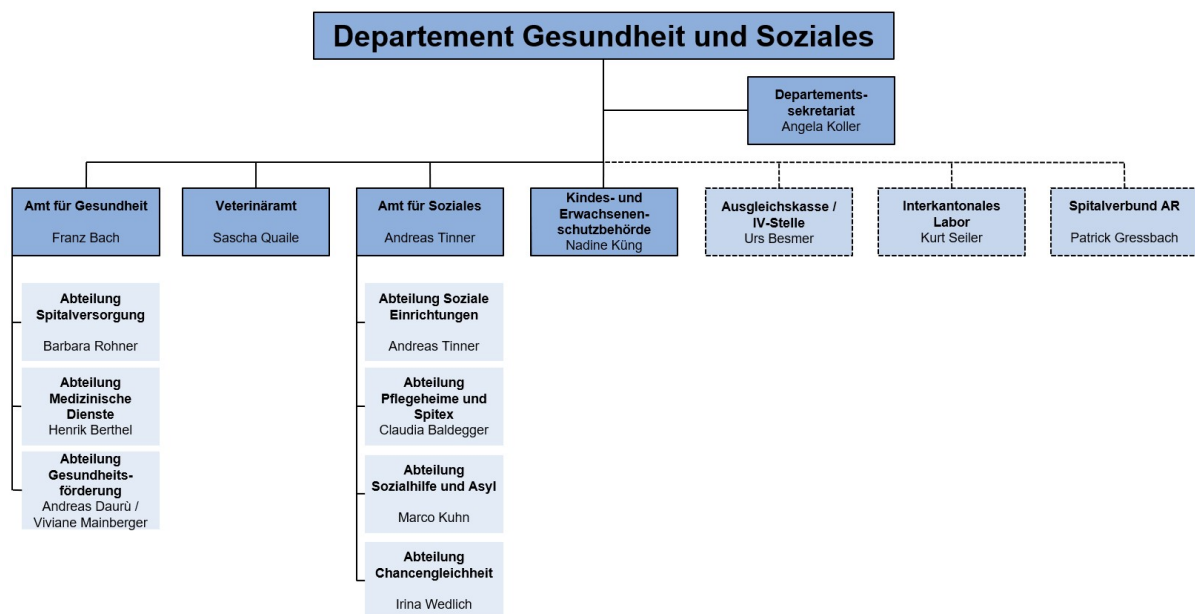 Departement Gesundheit und Soziales
Departements-
sekretariat
Angela Koller
Amt für Gesundheit
Franz Bach
Veterinäramt
Sascha Quaile
Amt für Soziales
Andreas Tinner
Kindes- und
Erwachsenen-
schutzbehörde
Nadine Küng
Ausgleichskasse /
IV-Stelle
Urs Besmer
Interkantonales
Labor
Kurt Seiler
Spitalverbund AR
Patrick Gressbach
Abteilung
Spitalversorgung
Barbara Rohner
Abteilung
Medizinische
Dienste
Henrik Berthel
Abteilung
Gesundheits-
förderung
Andreas Daurù /
Viviane Mainberger
Abteilung Soziale
Einrichtungen
Andreas Tinner
Abteilung
Pflegeheime und
Spitex
Claudia Baldegger
Abteilung
Sozialhilfe und Asyl
Marco Kuhn
Abteilung
Chancengleichheit
Irina Wedlich